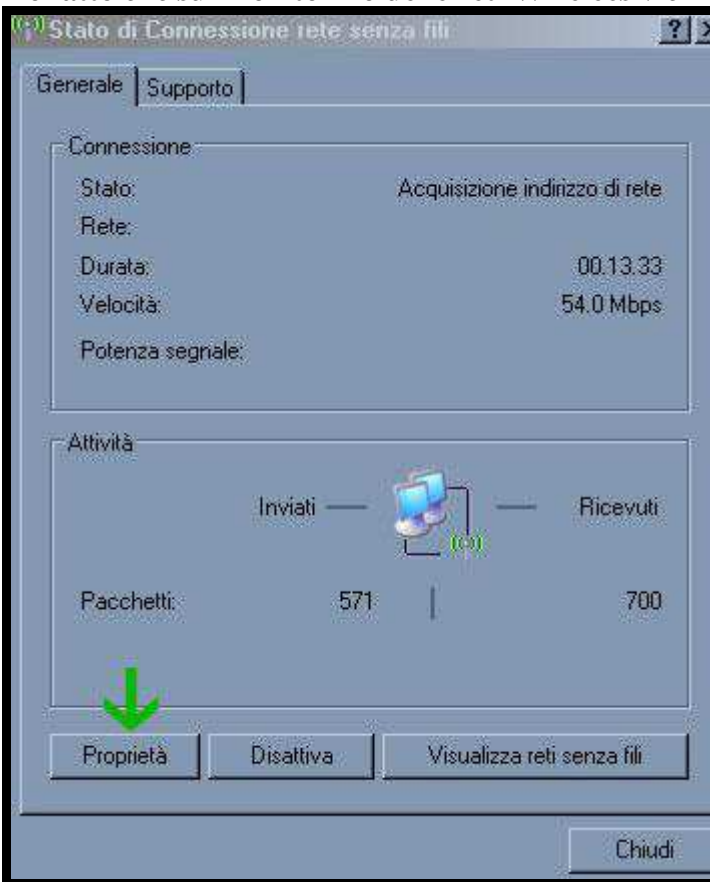 Stato di Connessione rete senza fili
Generale Supporto
Connessione
Stato: Acquisizione indirizzo di rete
Rete:
Durata: 00.13.33
Velocità: 54.0 Mbps
Potenza segnale:
Attività
Inviati Ricevuti
Pacchetti: 571 700
Proprietà Disattiva Visualizza reti senza fili
Chiudi